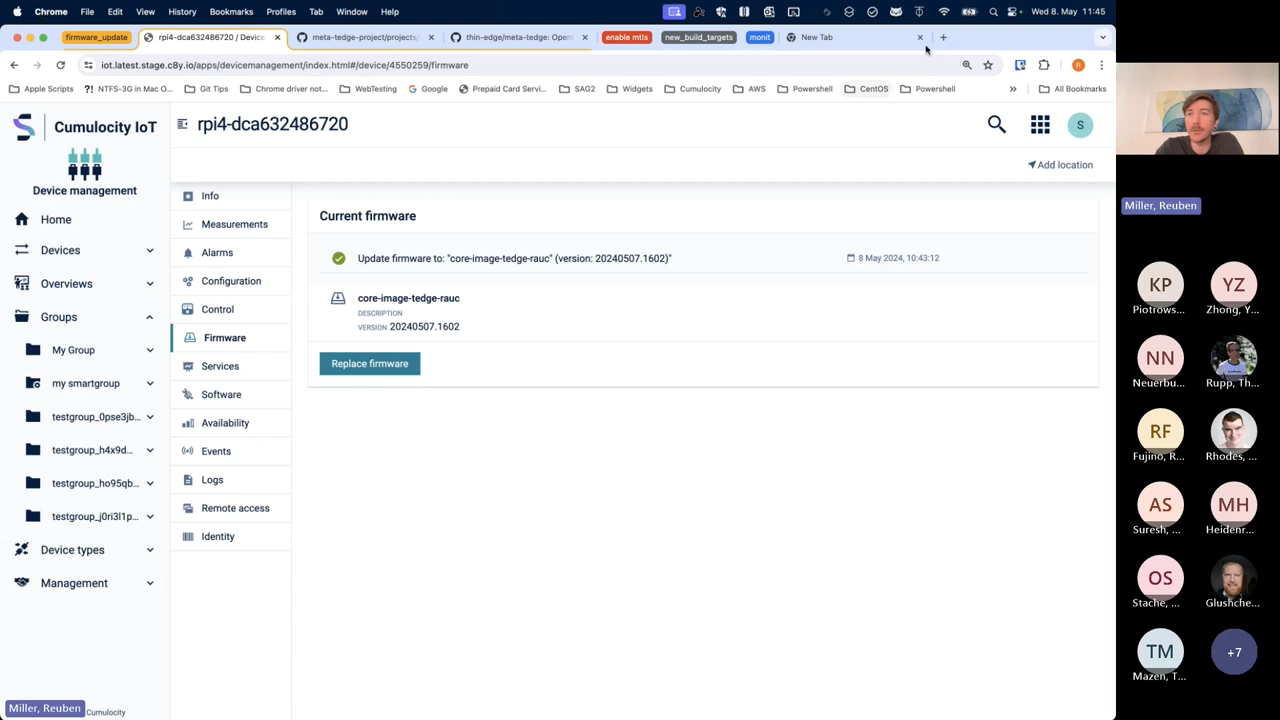 Chrome File Edit View History Bookmarks Profiles Tab Window Help
Wed 8. May 11:45
firmware_update
rpi4-dca632486720 / Device
meta-tedge-project/projects
thin-edge/meta-tedge: Open
enable mtls
new_build_targets
monit
New Tab
iot.latest.stage.c8y.io/apps/devicemanagement/index.html#/device/4550259/firmware
R
Apple Scripts
?! NTFS-3G in Mac O...
Git Tips
Chrome driver not...
WebTesting
Google
Prepaid Card Servi...
SAG2
Widgets
Cumulocity
AWS
Powershell
CentOS
Powershell
»
All Bookmarks
Cumulocity IoT
rpi4-dca632486720
S
Device management
Add location
Home
Devices
Overviews
Groups
My Group
my smartgroup
testgroup_0pse3jb...
testgroup_h4x9d...
testgroup_ho95qb...
testgroup_j0ri3l1p...
Device types
Management
Info
Measurements
Alarms
Configuration
Control
Firmware
Services
Software
Availability
Events
Logs
Remote access
Identity
Current firmware
Update firmware to: "core-image-tedge-rauc" (version: 20240507.1602)"
8 May 2024, 10:43:12
core-image-tedge-rauc
DESCRIPTION
VERSION 20240507.1602
Replace firmware
Miller, Reuben
Cumulocity
Miller, Reuben
KP
Piotrows...
YZ
Zhong, Y...
NN
Neuerbu...
Rupp, Th...
RF
Fujino, R...
Rhodes, ...
AS
Suresh, ...
MH
Heidenr...
OS
Stache, ...
Glushche...
TM
Mazen, T...
+7